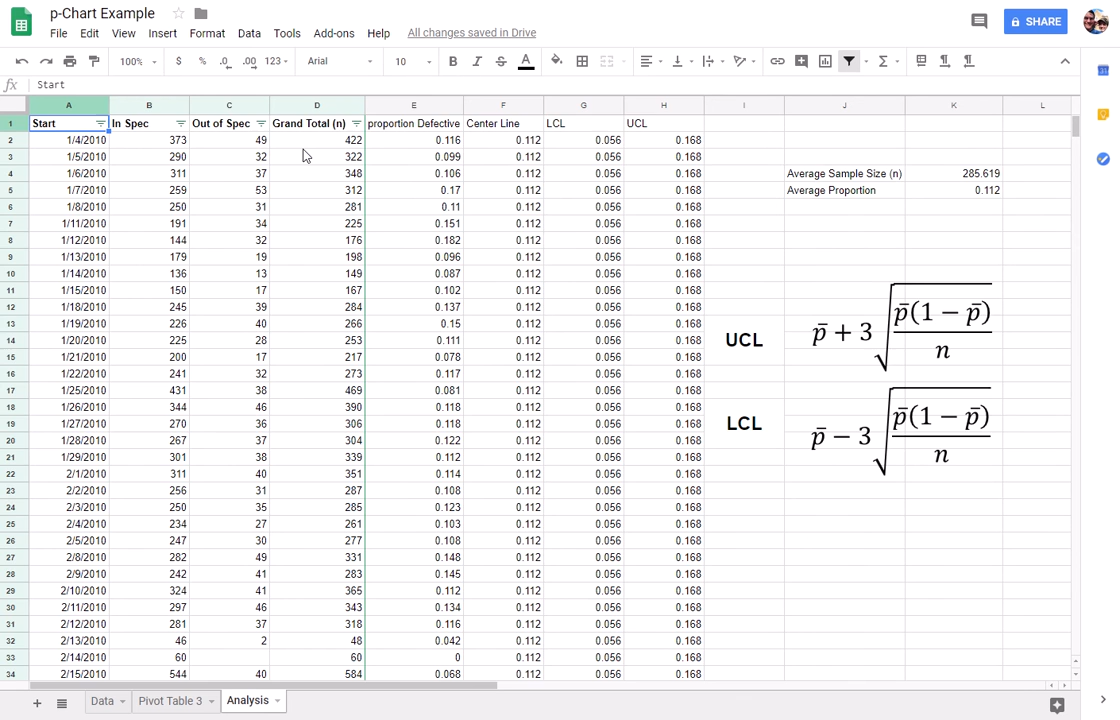 p-Chart Example
File Edit View Insert Format Data Tools Add-ons Help All changes saved in Drive
SHARE
100% $ % .0 .00 123 Arial 10 B I S A
fx Start
A B C D E F G H I J K L
1 Start In Spec Out of Spec Grand Total (n) proportion Defective Center Line LCL UCL
2 1/4/2010 373 49 422 0.116 0.112 0.056 0.168
3 1/5/2010 290 32 322 0.099 0.112 0.056 0.168
4 1/6/2010 311 37 348 0.106 0.112 0.056 0.168 Average Sample Size (n) 285.619
5 1/7/2010 259 53 312 0.17 0.112 0.056 0.168 Average Proportion 0.112
6 1/8/2010 250 31 281 0.11 0.112 0.056 0.168
7 1/11/2010 191 34 225 0.151 0.112 0.056 0.168
8 1/12/2010 144 32 176 0.182 0.112 0.056 0.168
9 1/13/2010 179 19 198 0.096 0.112 0.056 0.168
10 1/14/2010 136 13 149 0.087 0.112 0.056 0.168
11 1/15/2010 150 17 167 0.102 0.112 0.056 0.168
12 1/18/2010 245 39 284 0.137 0.112 0.056 0.168
13 1/19/2010 226 40 266 0.15 0.112 0.056 0.168
14 1/20/2010 225 28 253 0.111 0.112 0.056 0.168
15 1/21/2010 200 17 217 0.078 0.112 0.056 0.168
16 1/22/2010 241 32 273 0.117 0.112 0.056 0.168
17 1/25/2010 431 38 469 0.081 0.112 0.056 0.168
18 1/26/2010 344 46 390 0.118 0.112 0.056 0.168
19 1/27/2010 270 36 306 0.118 0.112 0.056 0.168
20 1/28/2010 267 37 304 0.122 0.112 0.056 0.168
21 1/29/2010 301 38 339 0.112 0.112 0.056 0.168
22 2/1/2010 311 40 351 0.114 0.112 0.056 0.168
23 2/2/2010 256 31 287 0.108 0.112 0.056 0.168
24 2/3/2010 250 35 285 0.123 0.112 0.056 0.168
25 2/4/2010 234 27 261 0.103 0.112 0.056 0.168
26 2/5/2010 247 30 277 0.108 0.112 0.056 0.168
27 2/8/2010 282 49 331 0.148 0.112 0.056 0.168
28 2/9/2010 242 41 283 0.145 0.112 0.056 0.168
29 2/10/2010 324 41 365 0.112 0.112 0.056 0.168
30 2/11/2010 297 46 343 0.134 0.112 0.056 0.168
31 2/12/2010 281 37 318 0.116 0.112 0.056 0.168
32 2/13/2010 46 2 48 0.042 0.112 0.056 0.168
33 2/14/2010 60 60 0 0.112 0.056 0.168
34 2/15/2010 544 40 584 0.068 0.112 0.056 0.168
UCL p̄ + 3 √(p̄(1 − p̄)/n)
LCL p̄ − 3 √(p̄(1 − p̄)/n)
Data Pivot Table 3 Analysis